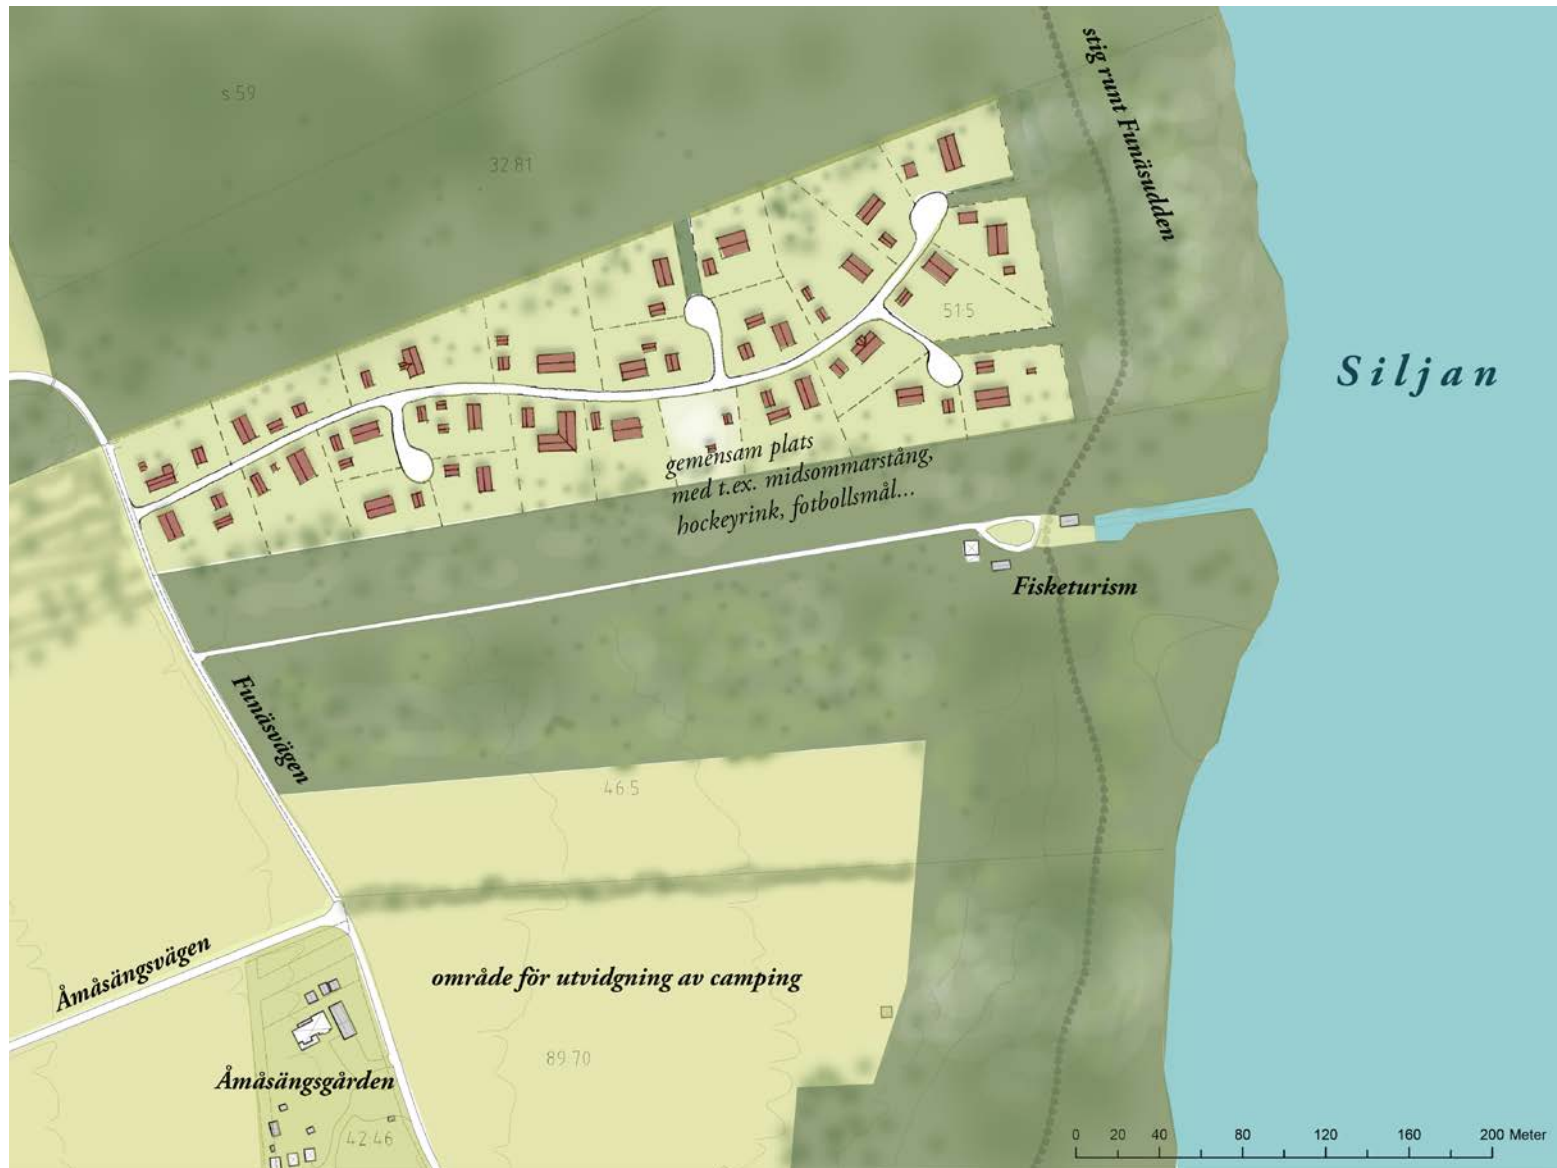 stig runt Funäsudden
s:59
32:81
51:5
Siljan
gemensam plats
med t.ex. midsommarstång,
hockeyrink, fotbollsmål...
Fisketurism
Funäsvägen
46:5
Åmåsängsvägen
område för utvidgning av camping
89:70
Åmåsängsgården
42:46
0 20 40 80 120 160 200 Meter